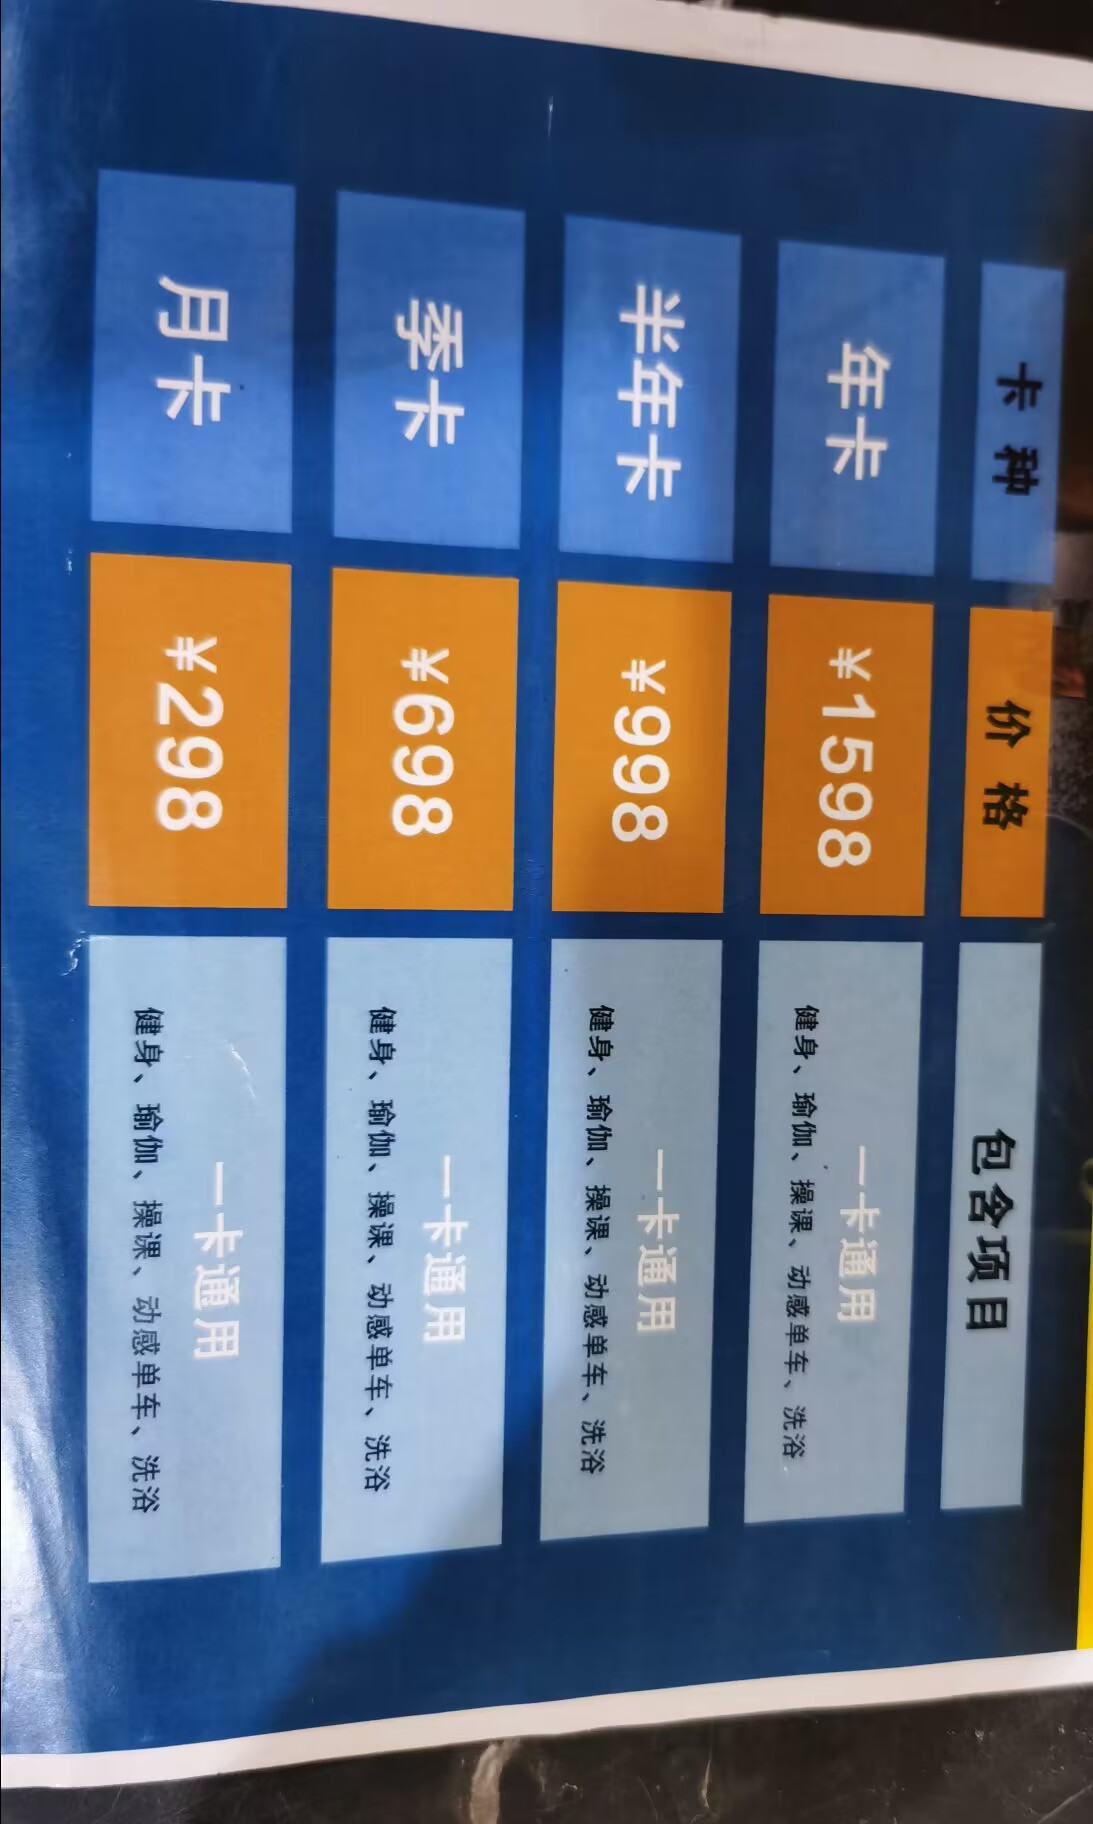 卡种 价格 包含项目
年卡 ¥1598 一卡通用
健身、瑜伽、操课、动感单车、洗浴
半年卡 ¥998 一卡通用
健身、瑜伽、操课、动感单车、洗浴
季卡 ¥698 一卡通用
健身、瑜伽、操课、动感单车、洗浴
月卡 ¥298 一卡通用
健身、瑜伽、操课、动感单车、洗浴